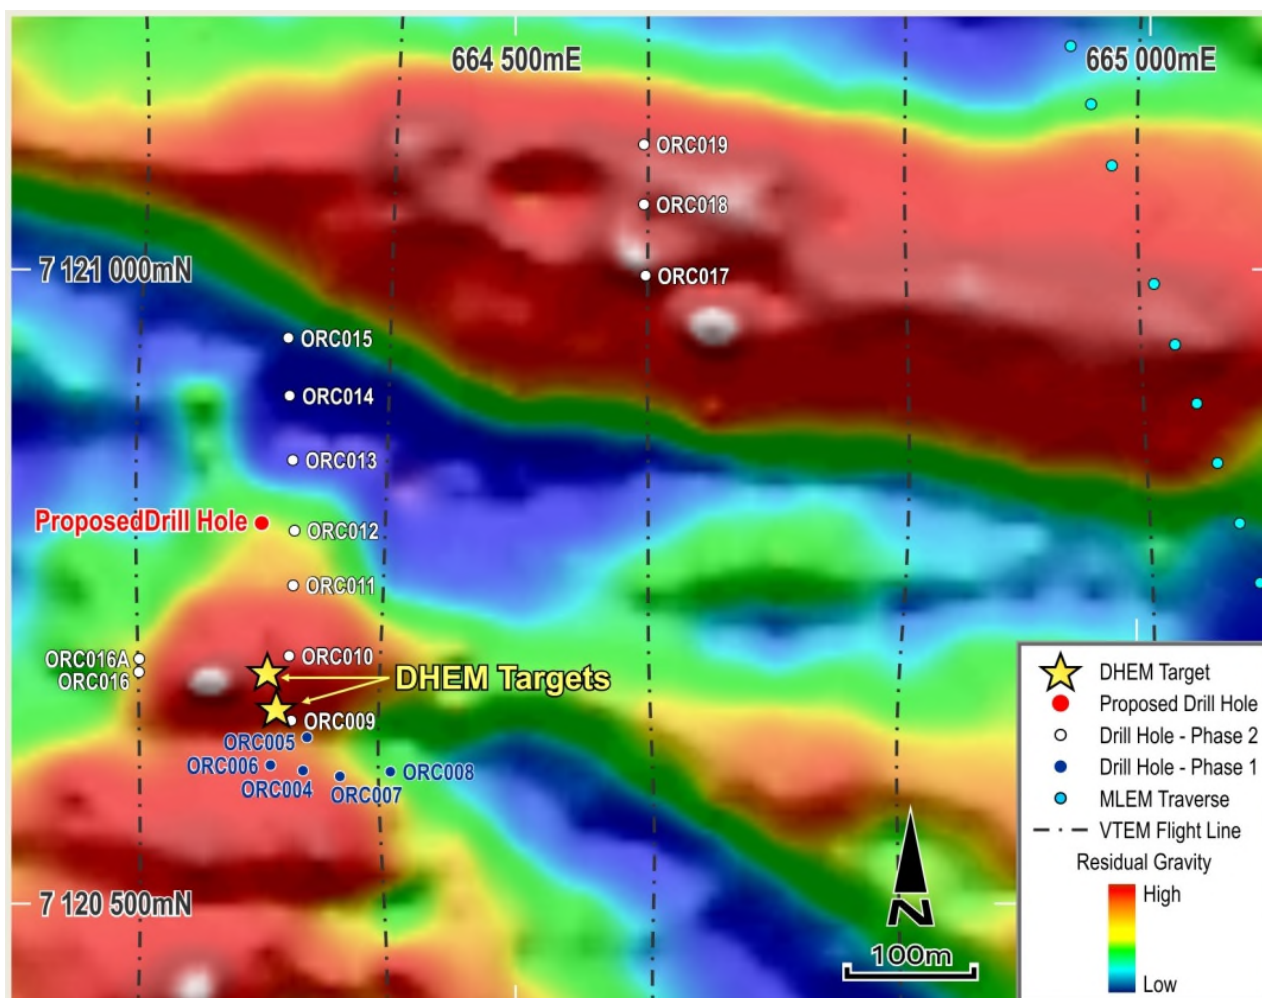 664 500mE
665 000mE
ORC019
ORC018
7 121 000mN
ORC017
ORC015
ORC014
ORC013
ProposedDrill Hole
ORC012
ORC011
ORC016A
ORC010
ORC016
DHEM Targets
ORC009
ORC005
ORC006
ORC008
ORC004
ORC007
7 120 500mN
N
100m
DHEM Target
Proposed Drill Hole
Drill Hole - Phase 2
Drill Hole - Phase 1
MLEM Traverse
VTEM Flight Line
Residual Gravity
High
Low